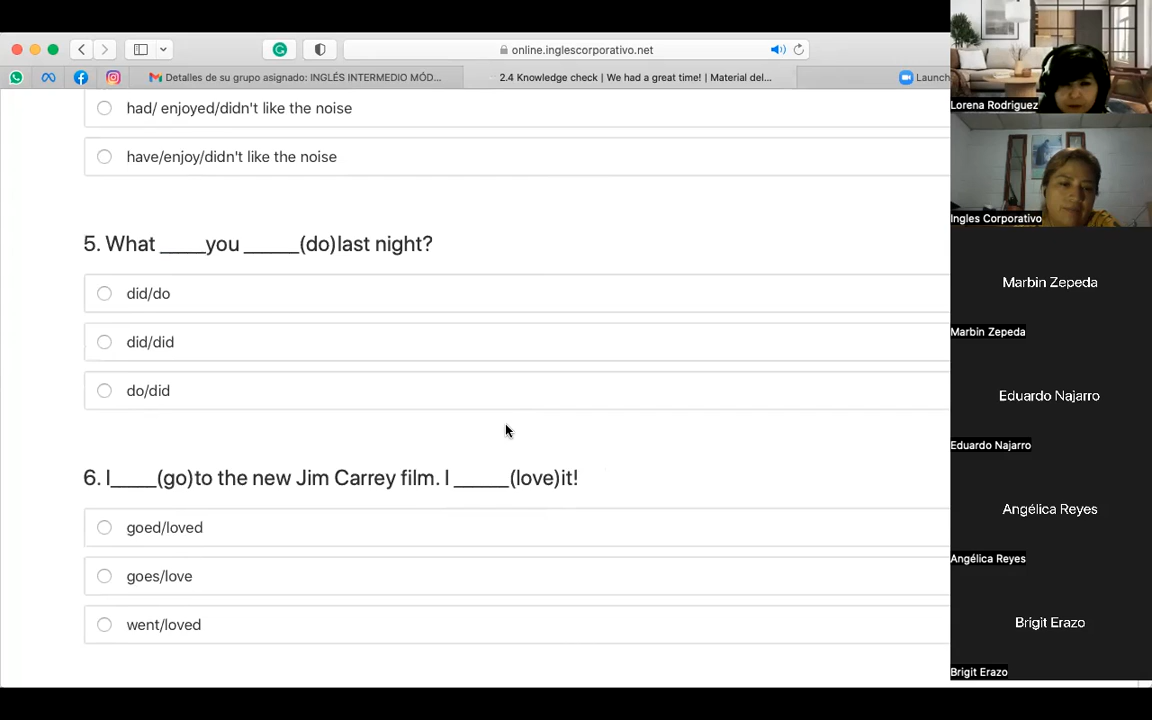 online.inglescorporativo.net
Detalles de su grupo asignado: INGLÉS INTERMEDIO MÓD...
2.4 Knowledge check | We had a great time! | Material del...
Launch
had/ enjoyed/didn't like the noise
have/enjoy/didn't like the noise
5. What _____you ______(do)last night?
did/do
did/did
do/did
6. I_____(go)to the new Jim Carrey film. I ______(love)it!
goed/loved
goes/love
went/loved
Lorena Rodriguez
Ingles Corporativo
Marbin Zepeda
Marbin Zepeda
Eduardo Najarro
Eduardo Najarro
Angélica Reyes
Angélica Reyes
Brigit Erazo
Brigit Erazo